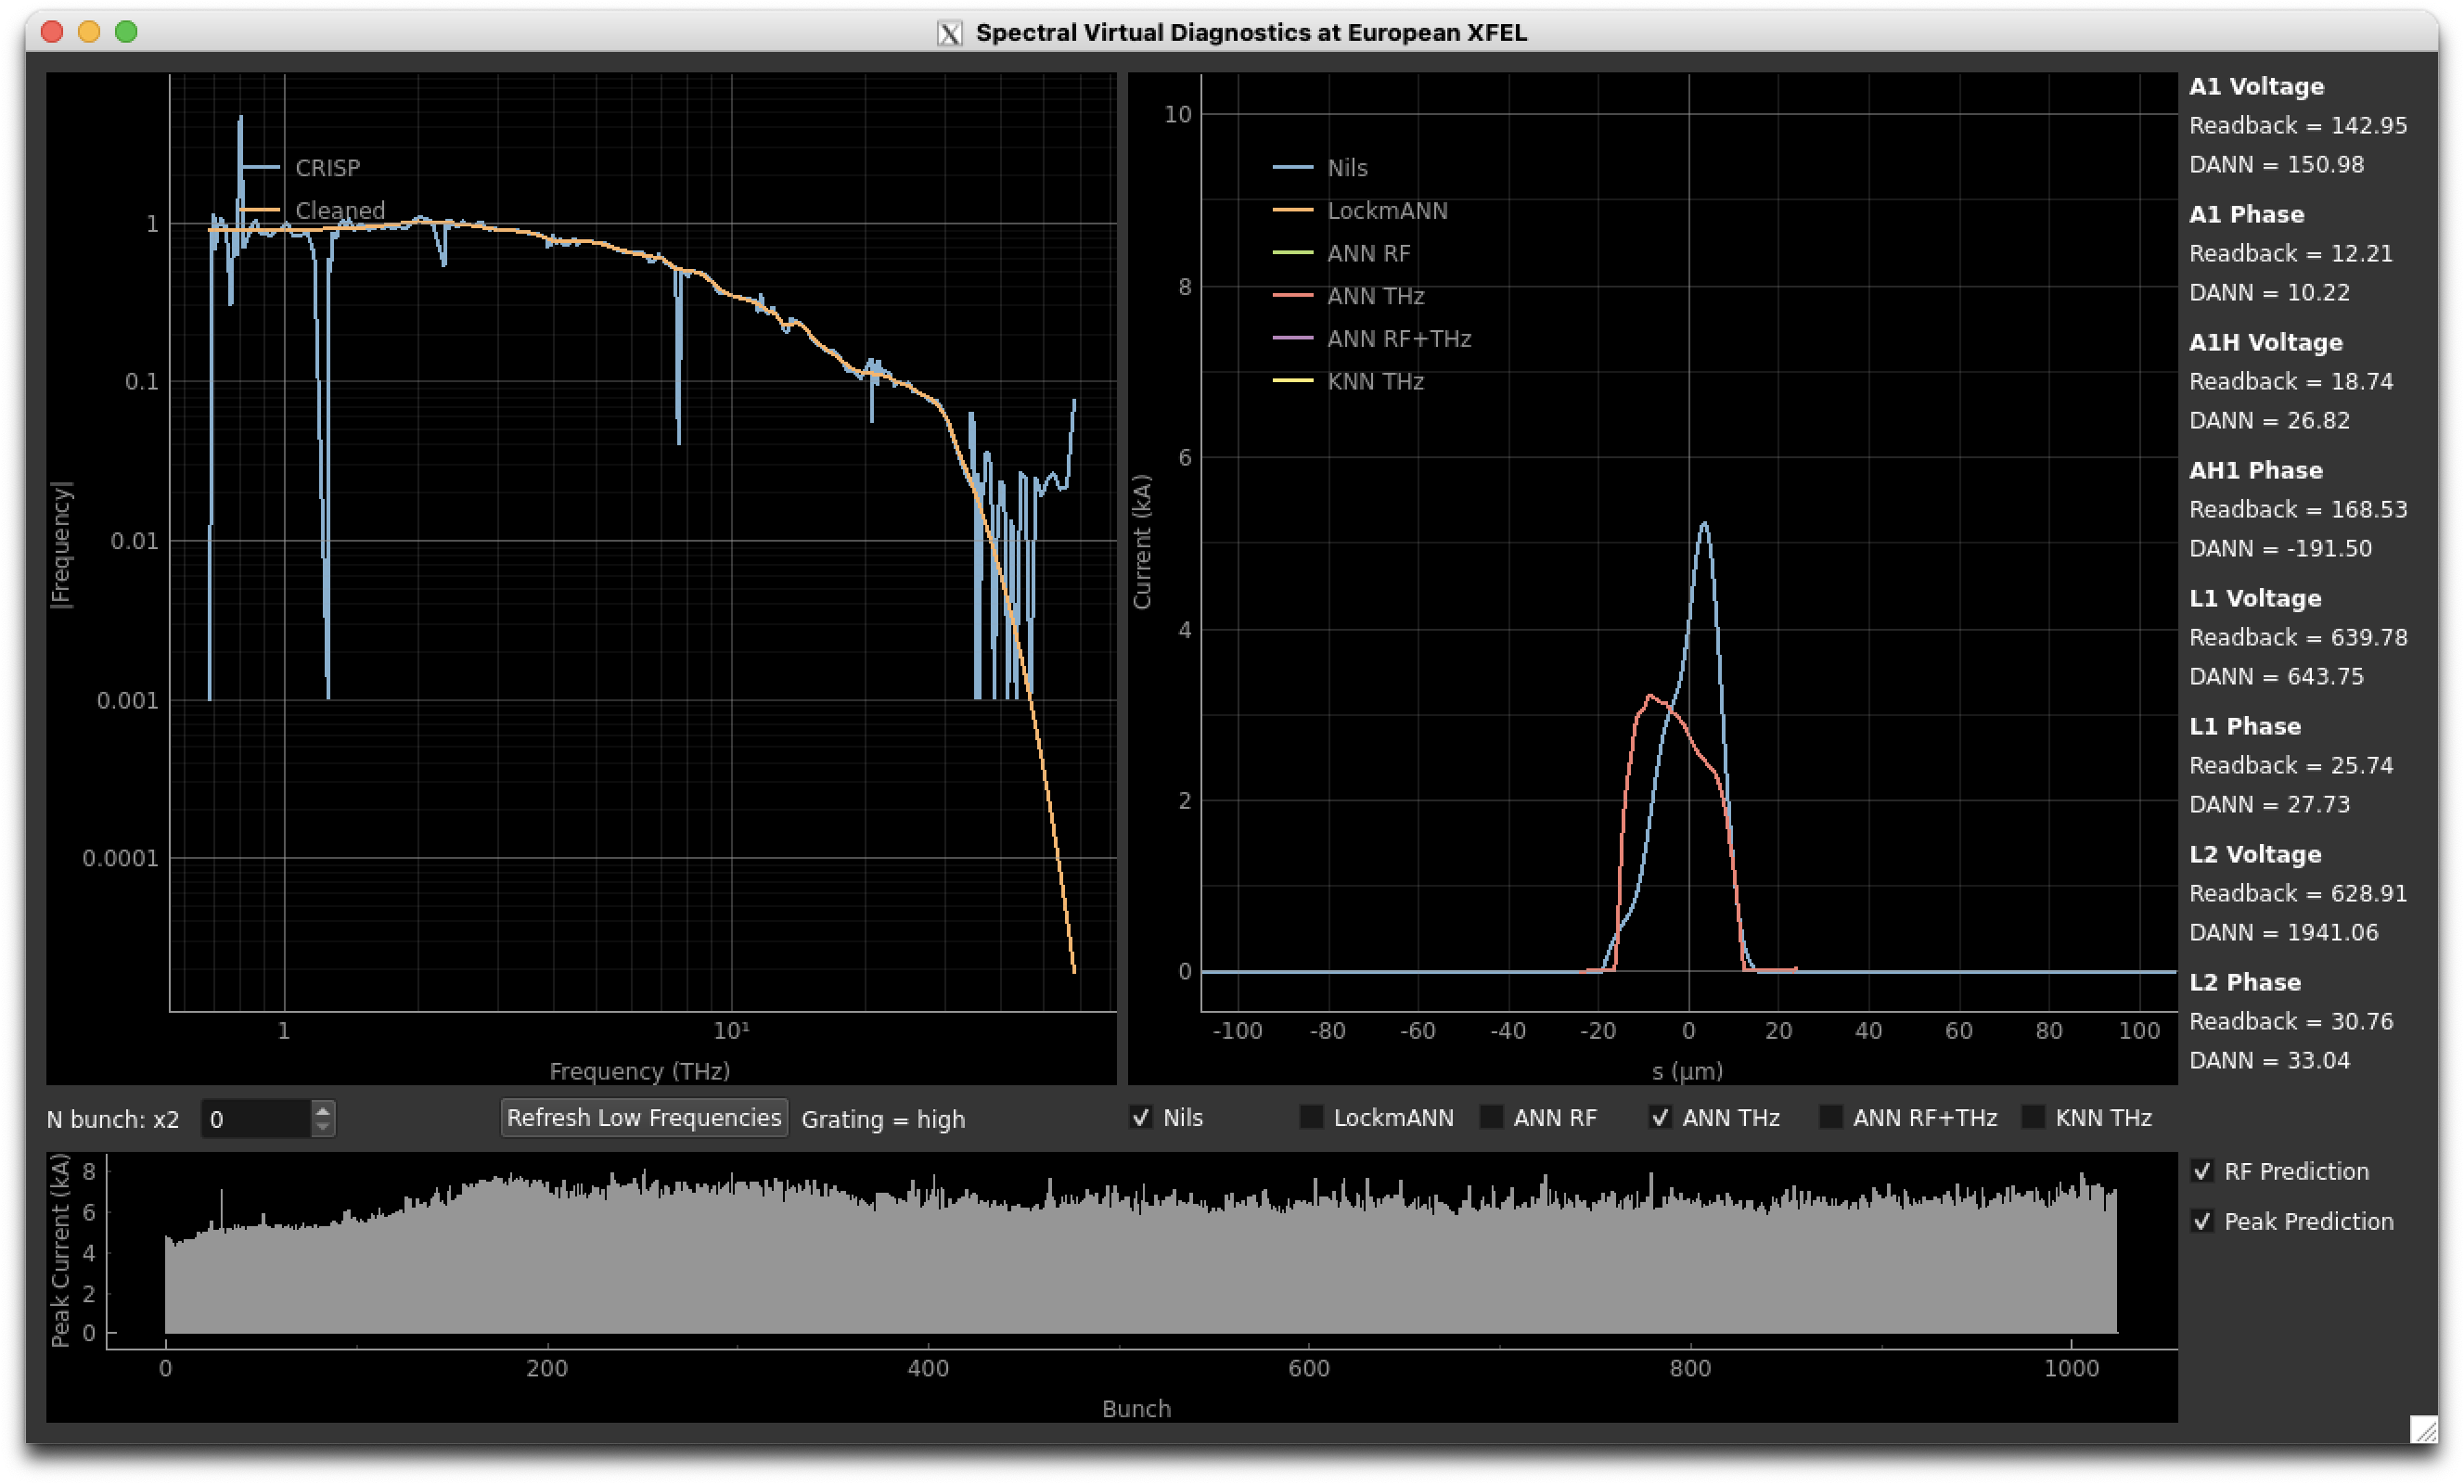 Spectral Virtual Diagnostics at European XFEL
CRISP
Cleaned
1
0.1
0.01
0.001
0.0001
|Frequency|
1
10¹
Frequency (THz)
Nils
LockmANN
ANN RF
ANN THz
ANN RF+THz
KNN THz
10
8
6
4
2
0
Current (kA)
-100 -80 -60 -40 -20 0 20 40 60 80 100
s (µm)
A1 Voltage
Readback = 142.95
DANN = 150.98
A1 Phase
Readback = 12.21
DANN = 10.22
A1H Voltage
Readback = 18.74
DANN = 26.82
AH1 Phase
Readback = 168.53
DANN = -191.50
L1 Voltage
Readback = 639.78
DANN = 643.75
L1 Phase
Readback = 25.74
DANN = 27.73
L2 Voltage
Readback = 628.91
DANN = 1941.06
L2 Phase
Readback = 30.76
DANN = 33.04
N bunch: x2 0 Refresh Low Frequencies Grating = high
Nils LockmANN ANN RF ANN THz ANN RF+THz KNN THz
Peak Current (kA)
8
6
4
2
0
0 200 400 600 800 1000
Bunch
RF Prediction
Peak Prediction